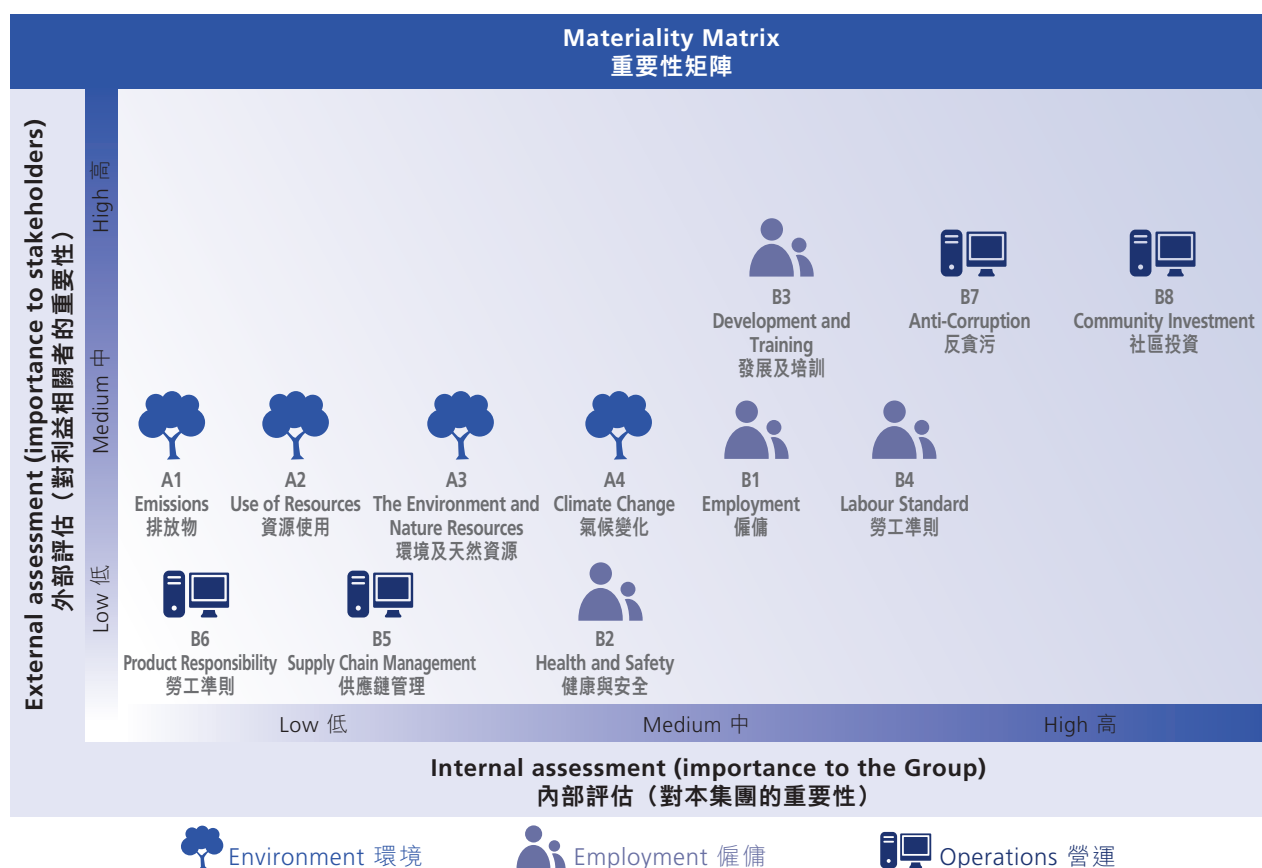 Materiality Matrix
重要性矩陣
External assessment (importance to stakeholders)
外部評估（對利益相關者的重要性）
High 高
Medium 中
Low 低
B3
Development and
Training
發展及培訓
B7
Anti-Corruption
反貪污
B8
Community Investment
社區投資
A1
Emissions
排放物
A2
Use of Resources
資源使用
A3
The Environment and
Nature Resources
環境及天然資源
A4
Climate Change
氣候變化
B1
Employment
僱傭
B4
Labour Standard
勞工準則
B6
Product Responsibility
勞工準則
B5
Supply Chain Management
供應鏈管理
B2
Health and Safety
健康與安全
Low 低
Medium 中
High 高
Internal assessment (importance to the Group)
內部評估（對本集團的重要性）
Environment 環境
Employment 僱傭
Operations 營運